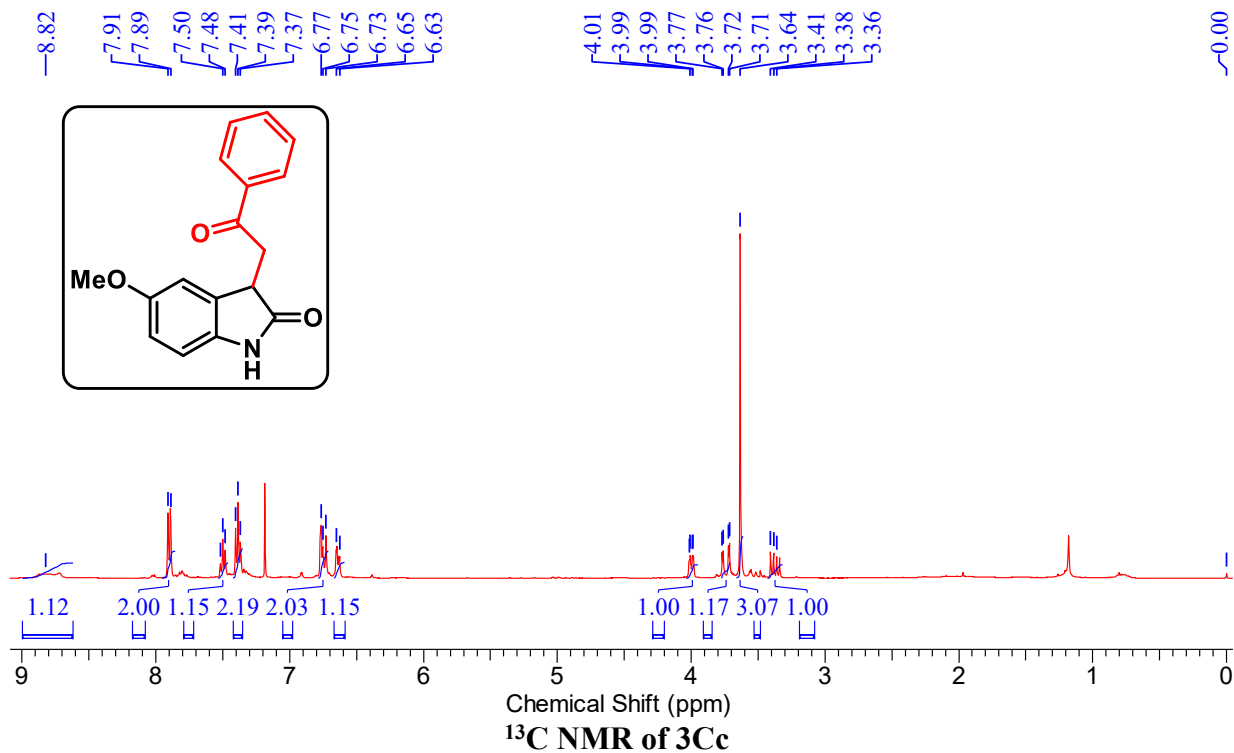 8.82 7.91 7.89 7.50 7.48 7.41 7.39 7.37 6.77 6.75 6.73 6.65 6.63 4.01 3.99 3.99 3.77 3.76 3.72 3.71 3.64 3.41 3.38 3.36 0.00
O
MeO
O
N
H
1.12 2.00 1.15 2.19 2.03 1.15 1.00 1.17 3.07 1.00
9 8 7 6 5 4 3 2 1 0
Chemical Shift (ppm)
¹³C NMR of 3Cc